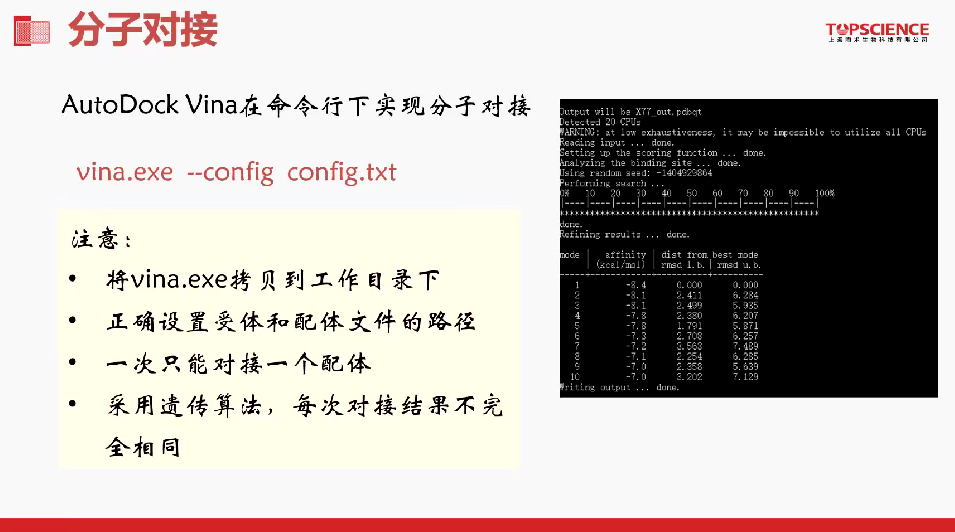 分子对接
TOPSCIENCE
上海陶术生物科技有限公司
AutoDock Vina在命令行下实现分子对接
vina.exe --config config.txt
注意:
• 将vina.exe拷贝到工作目录下
• 正确设置受体和配体文件的路径
• 一次只能对接一个配体
• 采用遗传算法，每次对接结果不完
全相同
Output will be X77_out.pdbqt
Detected 20 CPUs
WARNING: at low exhaustiveness, it may be impossible to utilize all CPUs
Reading input ... done.
Setting up the scoring function ... done.
Analyzing the binding site ... done.
Using random seed: -1404929864
Performing search ...
0% 10 20 30 40 50 60 70 80 90 100%
|----|----|----|----|----|----|----|----|----|----|
***************************************************
done.
Refining results ... done.
mode | affinity | dist from best mode
| (kcal/mol) | rmsd l.b.| rmsd u.b.
-----+------------+----------+----------
1 -8.4 0.000 0.000
2 -8.1 2.411 6.284
3 -8.1 2.499 5.935
4 -7.8 2.380 6.207
5 -7.8 1.791 5.871
6 -7.3 2.708 6.257
7 -7.2 3.563 7.489
8 -7.1 2.254 6.285
9 -7.0 2.358 5.639
10 -7.0 3.202 7.129
Writing output ... done.